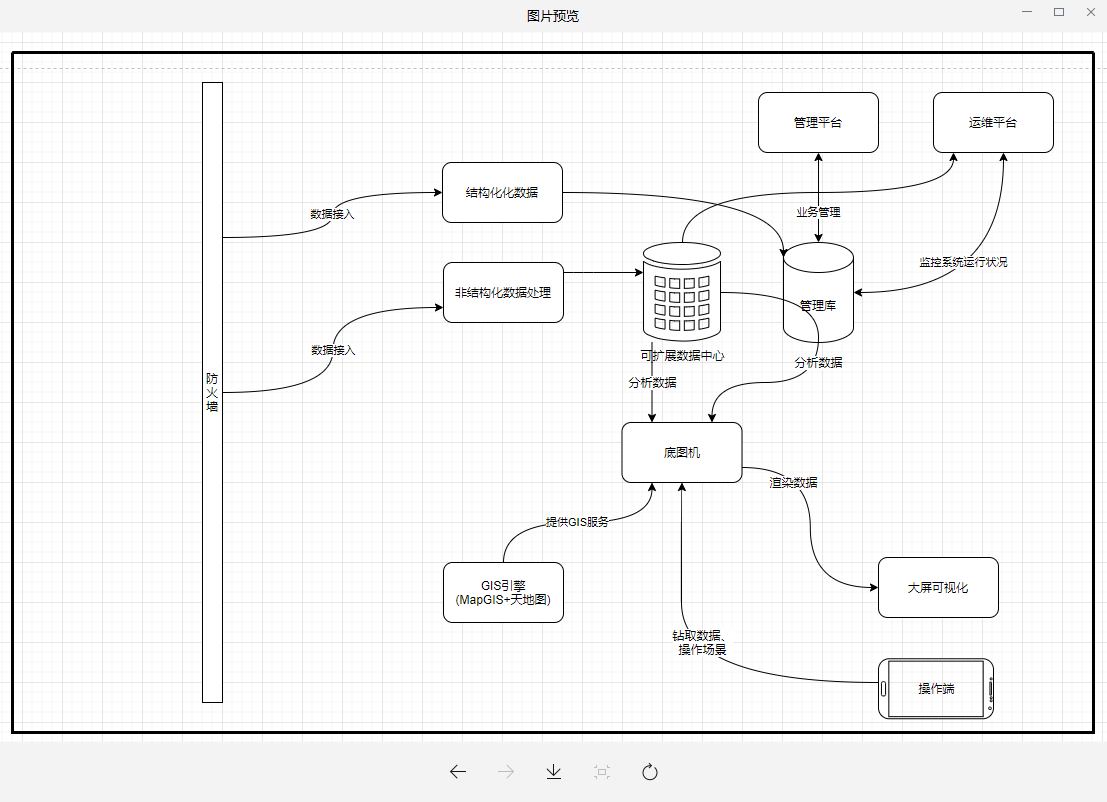 图片预览
管理平台
运维平台
结构化化数据
数据接入
业务管理
监控系统运行状况
非结构化数据处理
管理库
数据接入
可扩展数据中心
分析数据
分析数据
防
火
墙
底图机
渲染数据
提供GIS服务
GIS引擎
(MapGIS+天地图)
大屏可视化
钻取数据、
操作场景
操作端